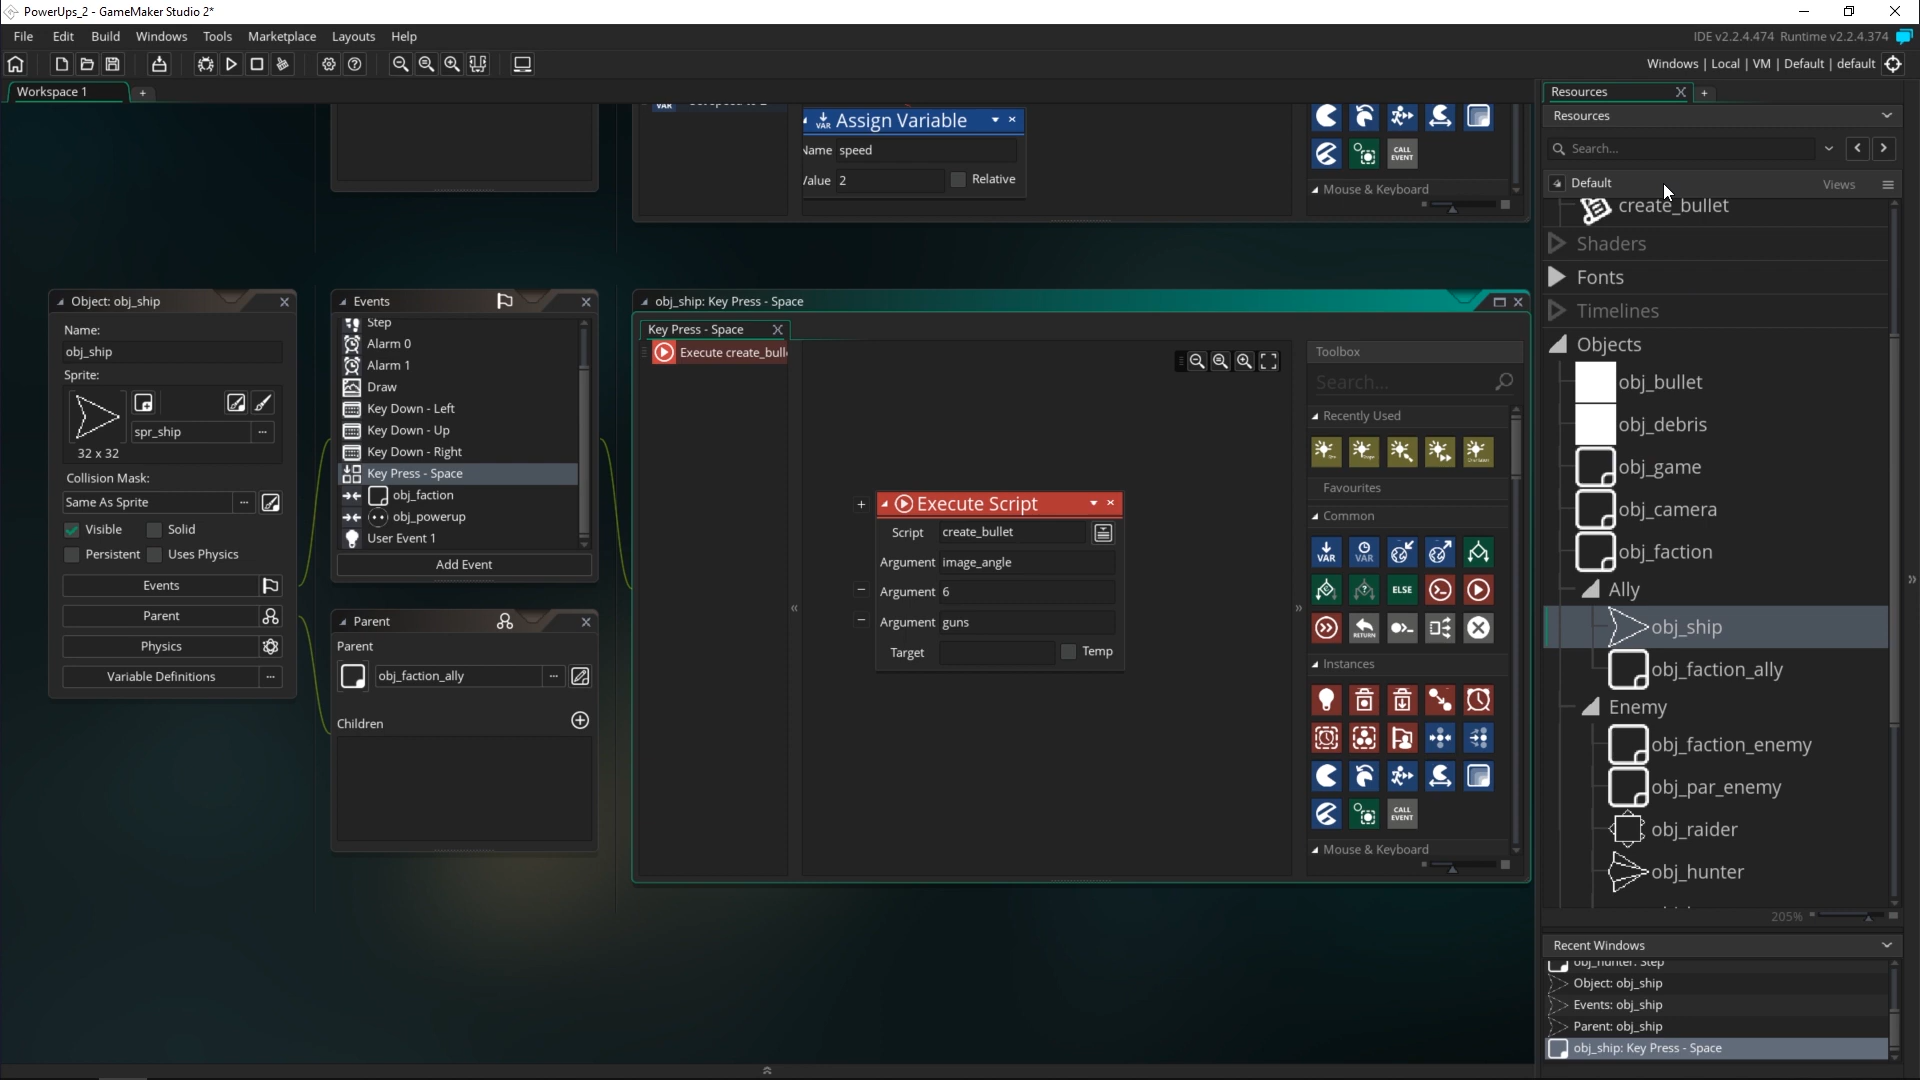 PowerUps_2 - GameMaker Studio 2*
File Edit Build Windows Tools Marketplace Layouts Help
IDE v2.2.4.474 Runtime v2.2.4.374
Windows | Local | VM | Default | default
Workspace 1
+
Assign Variable
Name speed
Value 2
Relative
CALL EVENT
Mouse & Keyboard
Object: obj_ship
Name:
obj_ship
Sprite:
spr_ship
32 x 32
Collision Mask:
Same As Sprite
Visible
Solid
Persistent
Uses Physics
Events
Parent
Physics
Variable Definitions
Events
Step
Alarm 0
Alarm 1
Draw
Key Down - Left
Key Down - Up
Key Down - Right
Key Press - Space
obj_faction
obj_powerup
User Event 1
Add Event
Parent
Parent
obj_faction_ally
Children
obj_ship: Key Press - Space
Key Press - Space
Execute create_bull
Execute Script
Script create_bullet
Argument image_angle
Argument 6
Argument guns
Target
Temp
Toolbox
Search...
Recently Used
Favourites
Common
VAR
VAR
ELSE
RETURN
Instances
CALL EVENT
Mouse & Keyboard
Resources
+
Resources
Search...
Default
Views
create_bullet
Shaders
Fonts
Timelines
Objects
obj_bullet
obj_debris
obj_game
obj_camera
obj_faction
Ally
obj_ship
obj_faction_ally
Enemy
obj_faction_enemy
obj_par_enemy
obj_raider
obj_hunter
205%
Recent Windows
obj_hunter: Step
Object: obj_ship
Events: obj_ship
Parent: obj_ship
obj_ship: Key Press - Space